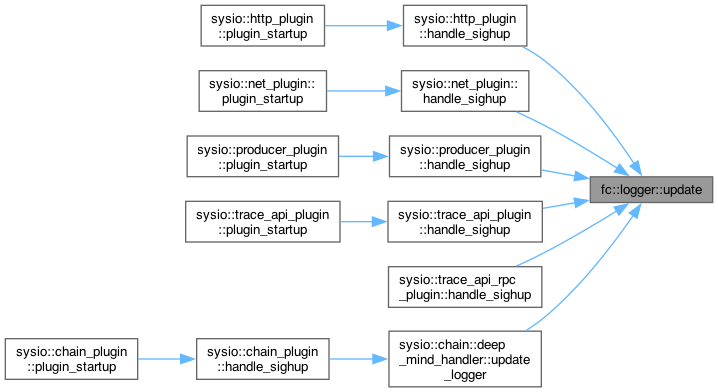 sysio::http_plugin
::plugin_startup
sysio::http_plugin
::handle_sighup
sysio::net_plugin::
plugin_startup
sysio::net_plugin::
handle_sighup
sysio::producer_plugin
::plugin_startup
sysio::producer_plugin
::handle_sighup
fc::logger::update
sysio::trace_api_plugin
::plugin_startup
sysio::trace_api_plugin
::handle_sighup
sysio::trace_api_rpc
_plugin::handle_sighup
sysio::chain_plugin
::plugin_startup
sysio::chain_plugin
::handle_sighup
sysio::chain::deep
_mind_handler::update
_logger